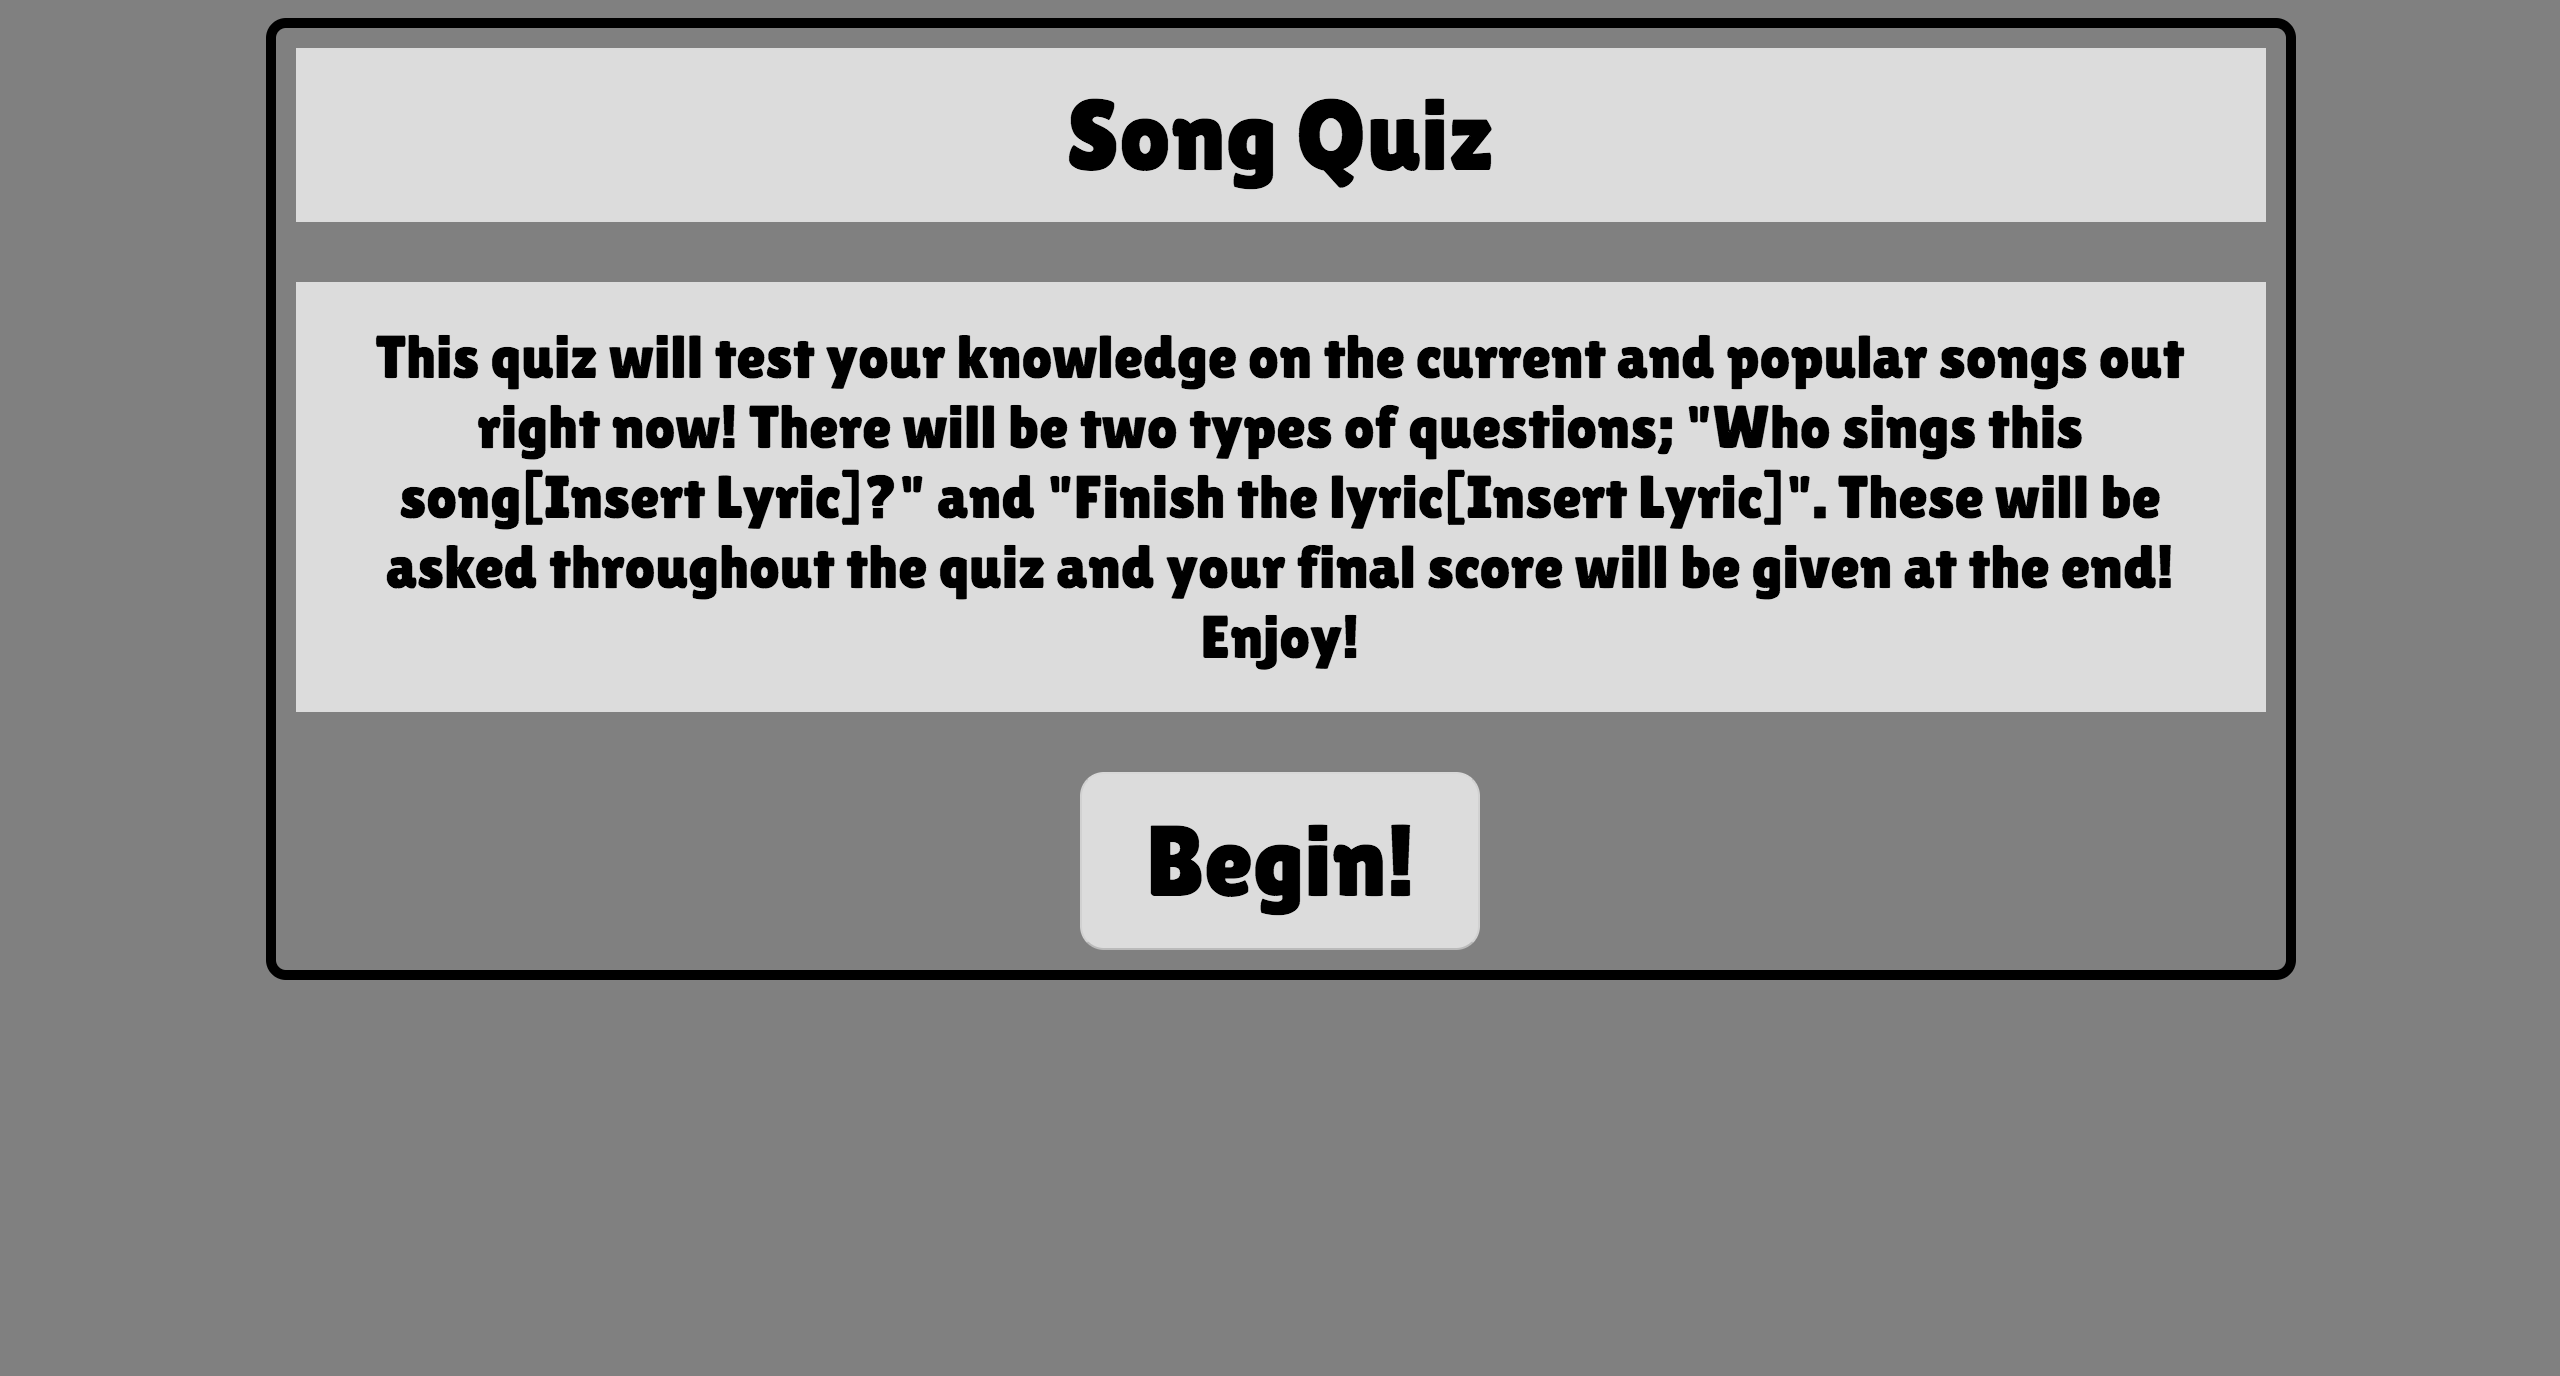 Song Quiz
This quiz will test your knowledge on the current and popular songs out
right now! There will be two types of questions; "Who sings this
song[Insert Lyric]?" and "Finish the lyric[Insert Lyric]". These will be
asked throughout the quiz and your final score will be given at the end!
Enjoy!
Begin!